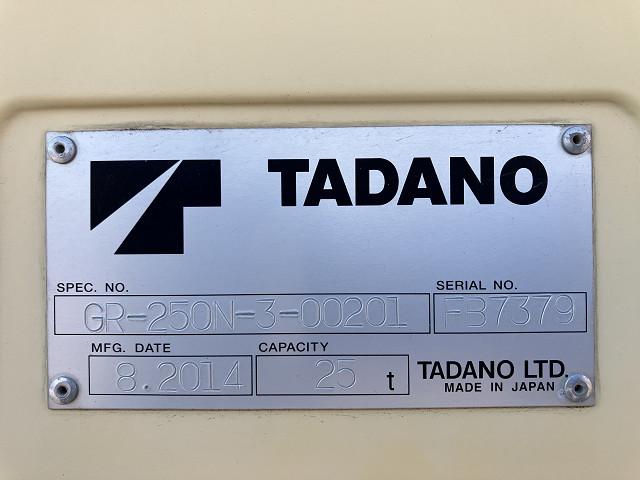 TADANO
SPEC. NO. SERIAL NO.
GR-250N-3-00201 FB7379
MFG. DATE CAPACITY
8.2014 25 t TADANO LTD.
MADE IN JAPAN